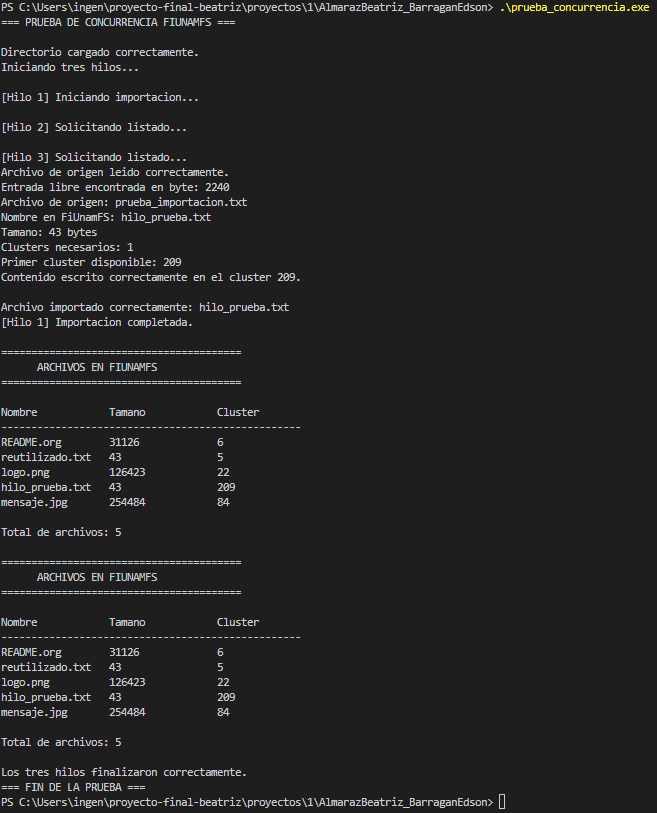 PS C:\Users\ingen\proyecto-final-beatriz\proyectos\1\AlmarazBeatriz_BarraganEdson> .\prueba_concurrencia.exe
=== PRUEBA DE CONCURRENCIA FIUNAMFS ===
Directorio cargado correctamente.
Iniciando tres hilos...
[Hilo 1] Iniciando importacion...
[Hilo 2] Solicitando listado...
[Hilo 3] Solicitando listado...
Archivo de origen leido correctamente.
Entrada libre encontrada en byte: 2240
Archivo de origen: prueba_importacion.txt
Nombre en FiUnamFS: hilo_prueba.txt
Tamano: 43 bytes
Clusters necesarios: 1
Primer cluster disponible: 209
Contenido escrito correctamente en el cluster 209.
Archivo importado correctamente: hilo_prueba.txt
[Hilo 1] Importacion completada.
========================================
ARCHIVOS EN FIUNAMFS
========================================
Nombre Tamano Cluster
--------------------------------------------------
README.org 31126 6
reutilizado.txt 43 5
logo.png 126423 22
hilo_prueba.txt 43 209
mensaje.jpg 254484 84
Total de archivos: 5
========================================
ARCHIVOS EN FIUNAMFS
========================================
Nombre Tamano Cluster
--------------------------------------------------
README.org 31126 6
reutilizado.txt 43 5
logo.png 126423 22
hilo_prueba.txt 43 209
mensaje.jpg 254484 84
Total de archivos: 5
Los tres hilos finalizaron correctamente.
=== FIN DE LA PRUEBA ===
PS C:\Users\ingen\proyecto-final-beatriz\proyectos\1\AlmarazBeatriz_BarraganEdson>